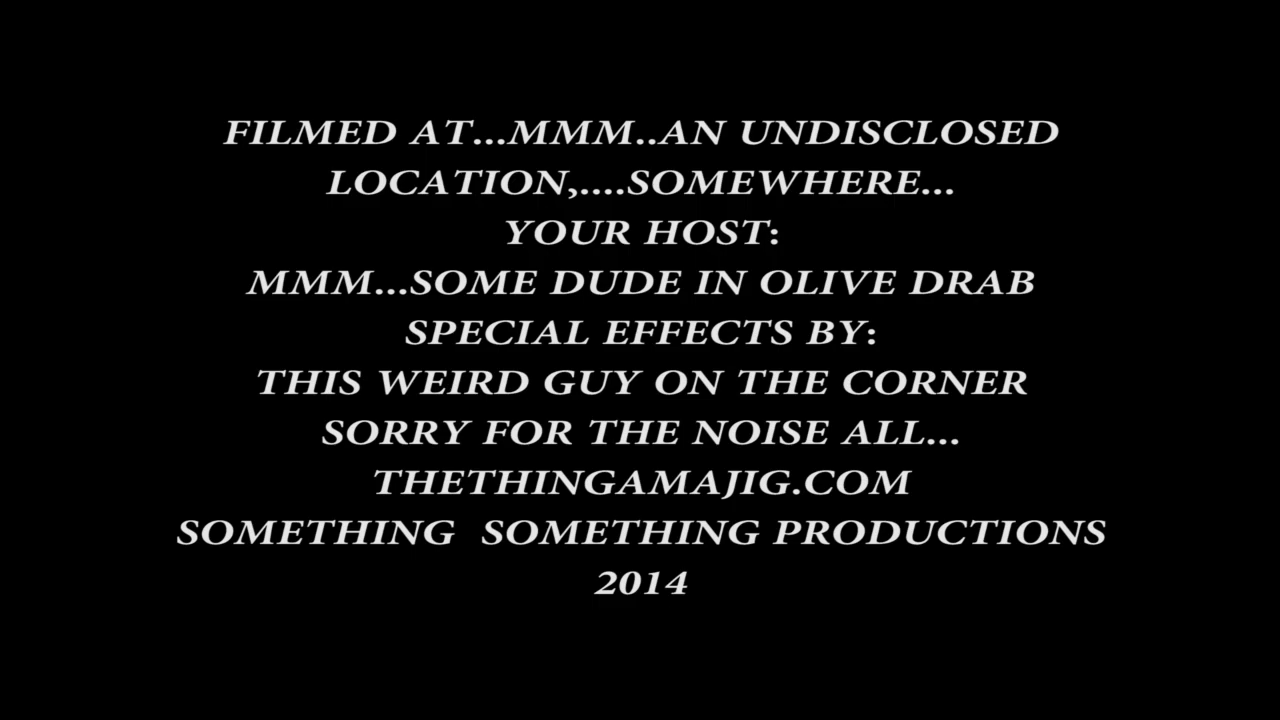 FILMED AT...MMM..AN UNDISCLOSED
LOCATION,....SOMEWHERE...
YOUR HOST:
MMM...SOME DUDE IN OLIVE DRAB
SPECIAL EFFECTS BY:
THIS WEIRD GUY ON THE CORNER
SORRY FOR THE NOISE ALL...
THETHINGAMAJIG.COM
SOMETHING  SOMETHING PRODUCTIONS
2014